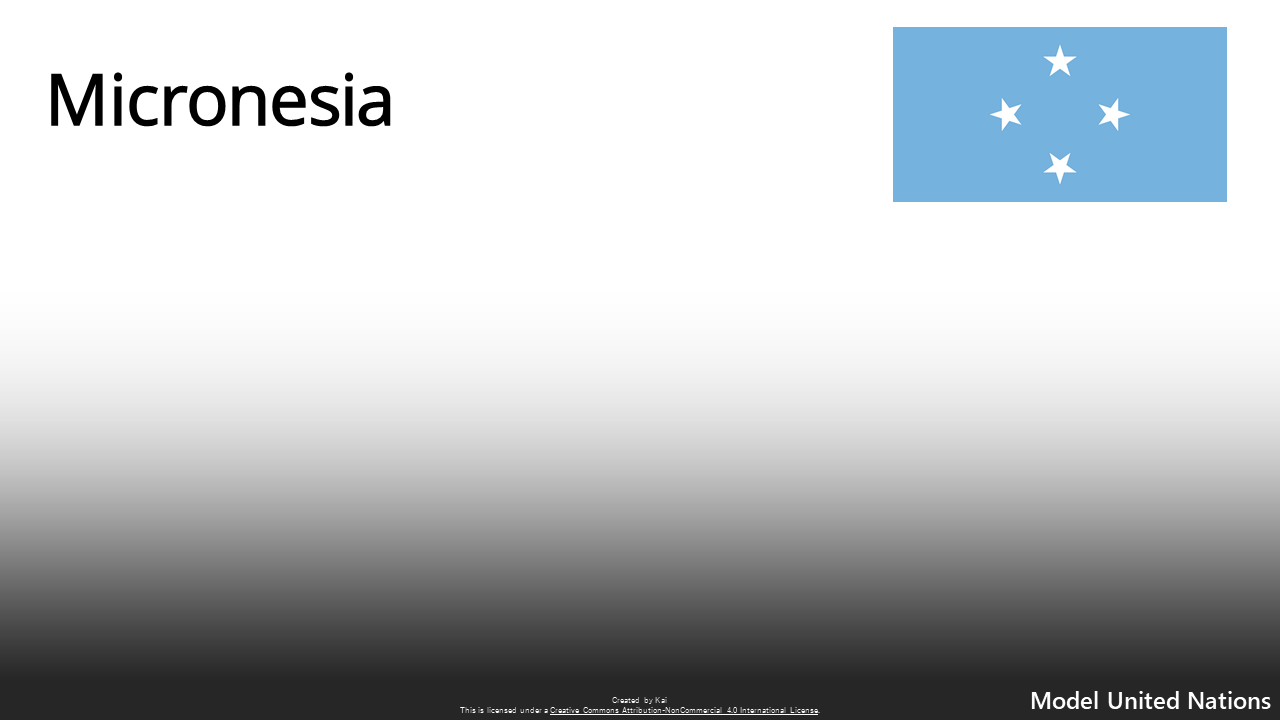 Micronesia
Created by Kai
This is licensed under a Creative Commons Attribution-NonCommercial 4.0 International License.
Model United Nations